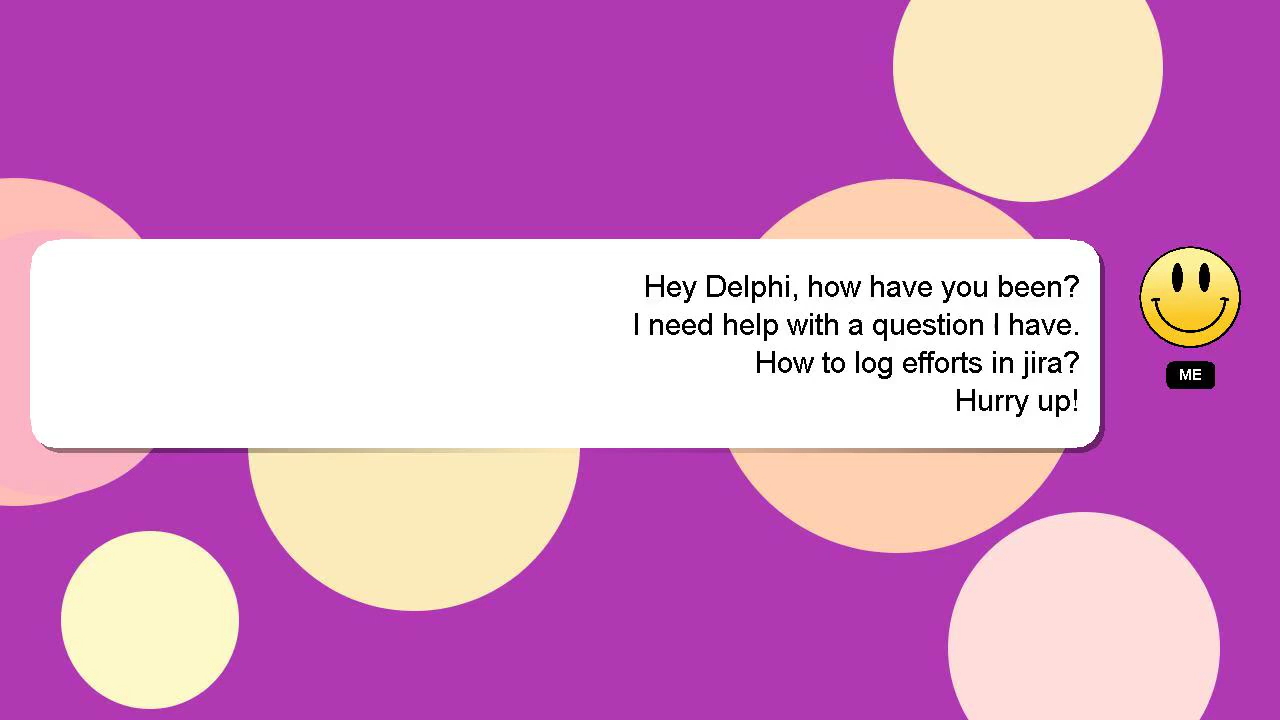 Hey Delphi, how have you been?
I need help with a question I have.
How to log efforts in jira?
Hurry up!
ME